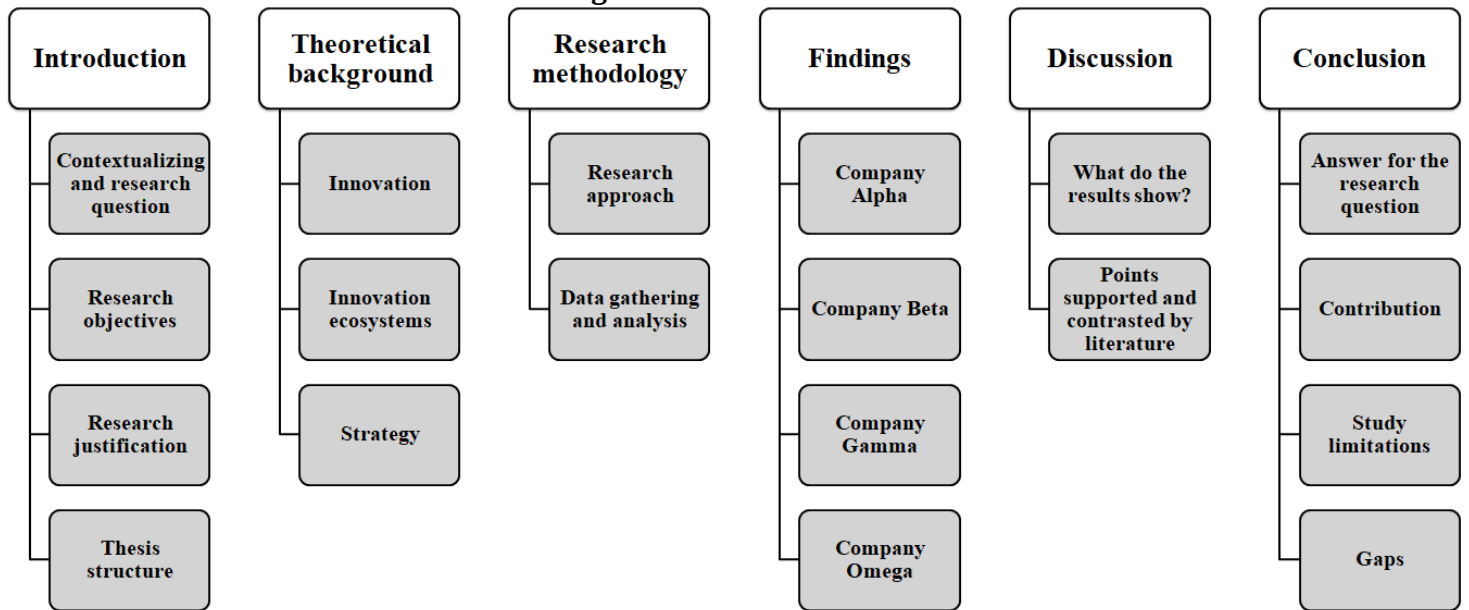 Introduction
Contextualizing
and research
question
Research
objectives
Research
justification
Thesis
structure
Theoretical
background
Innovation
Innovation
ecosystems
Strategy
Research
methodology
Research
approach
Data gathering
and analysis
Findings
Company
Alpha
Company Beta
Company
Gamma
Company
Omega
Discussion
What do the
results show?
Points
supported and
contrasted by
literature
Conclusion
Answer for the
research
question
Contribution
Study
limitations
Gaps